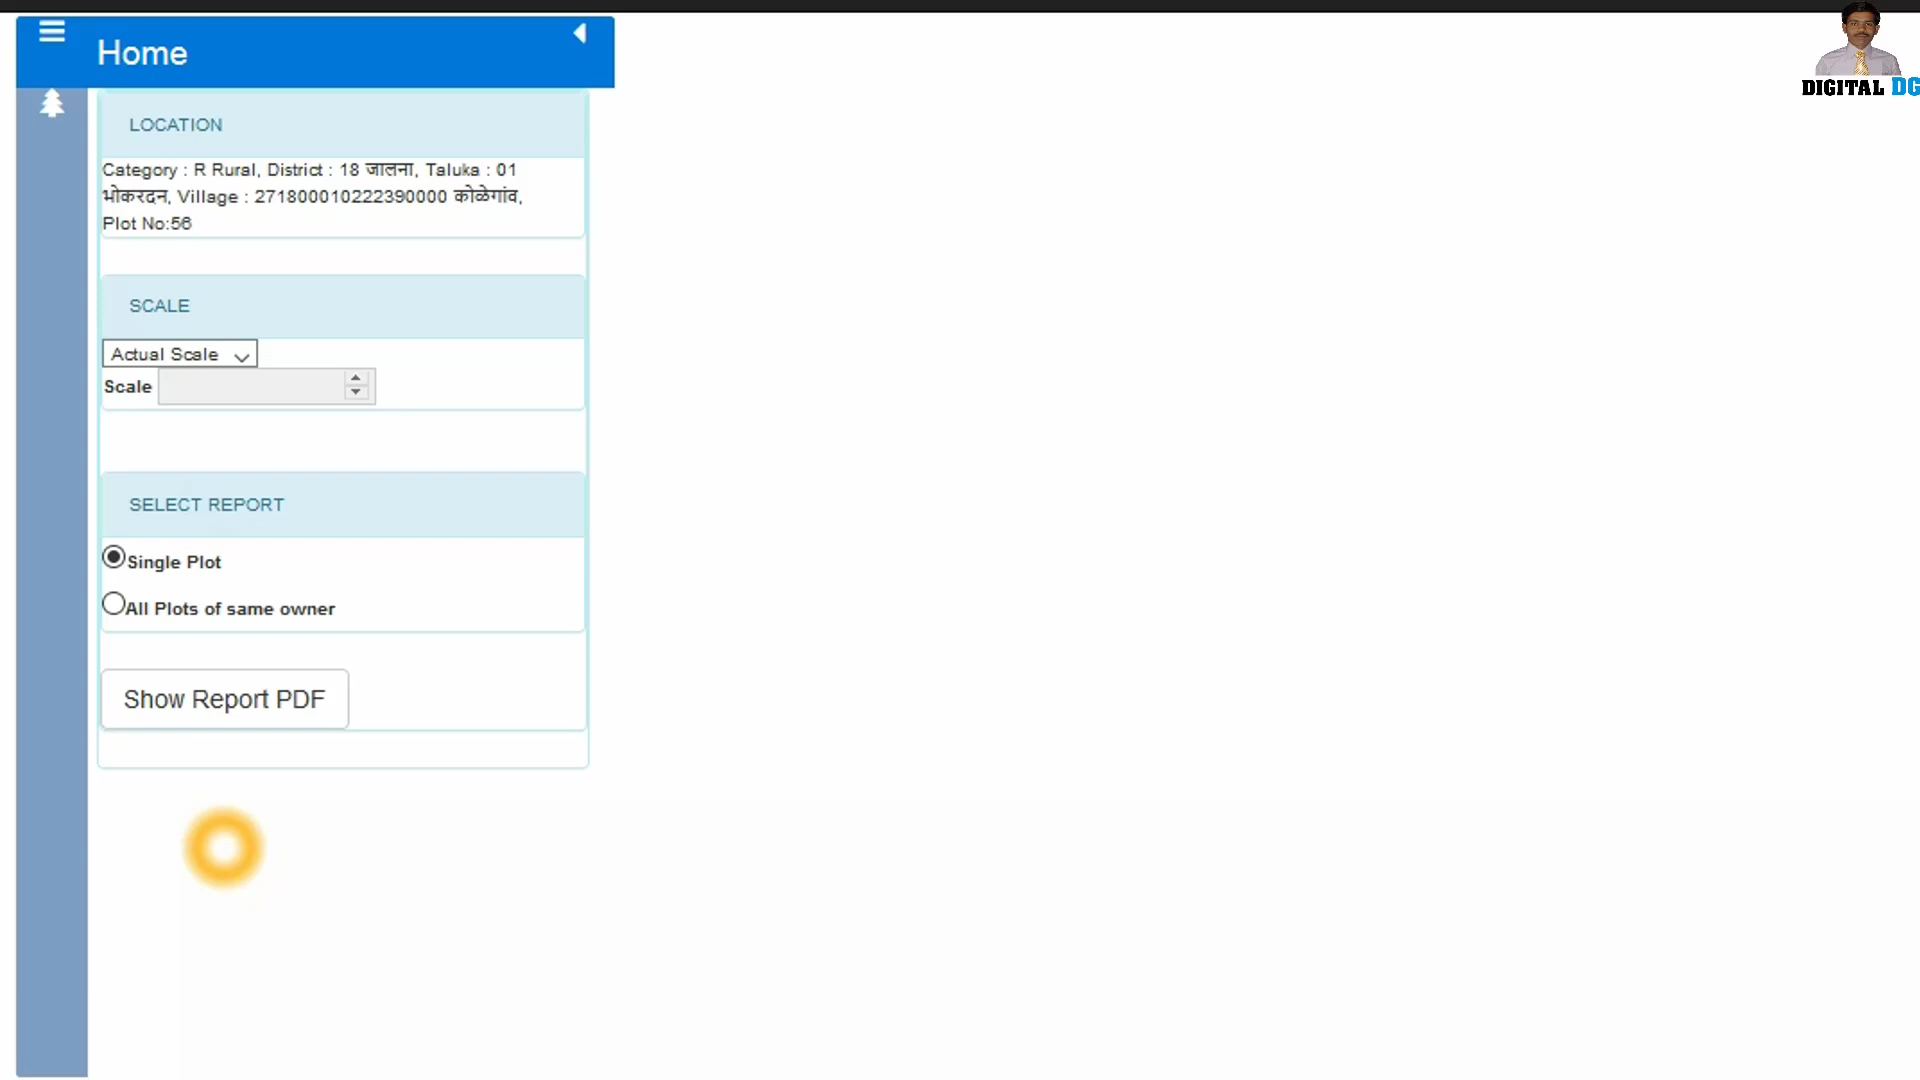 Home
DIGITAL DG
LOCATION
Category : R Rural, District : 18 जालना, Taluka : 01
भोकरदन, Village : 271800010222390000 कोळेगांव,
Plot No:56
SCALE
Actual Scale
Scale
SELECT REPORT
Single Plot
All Plots of same owner
Show Report PDF